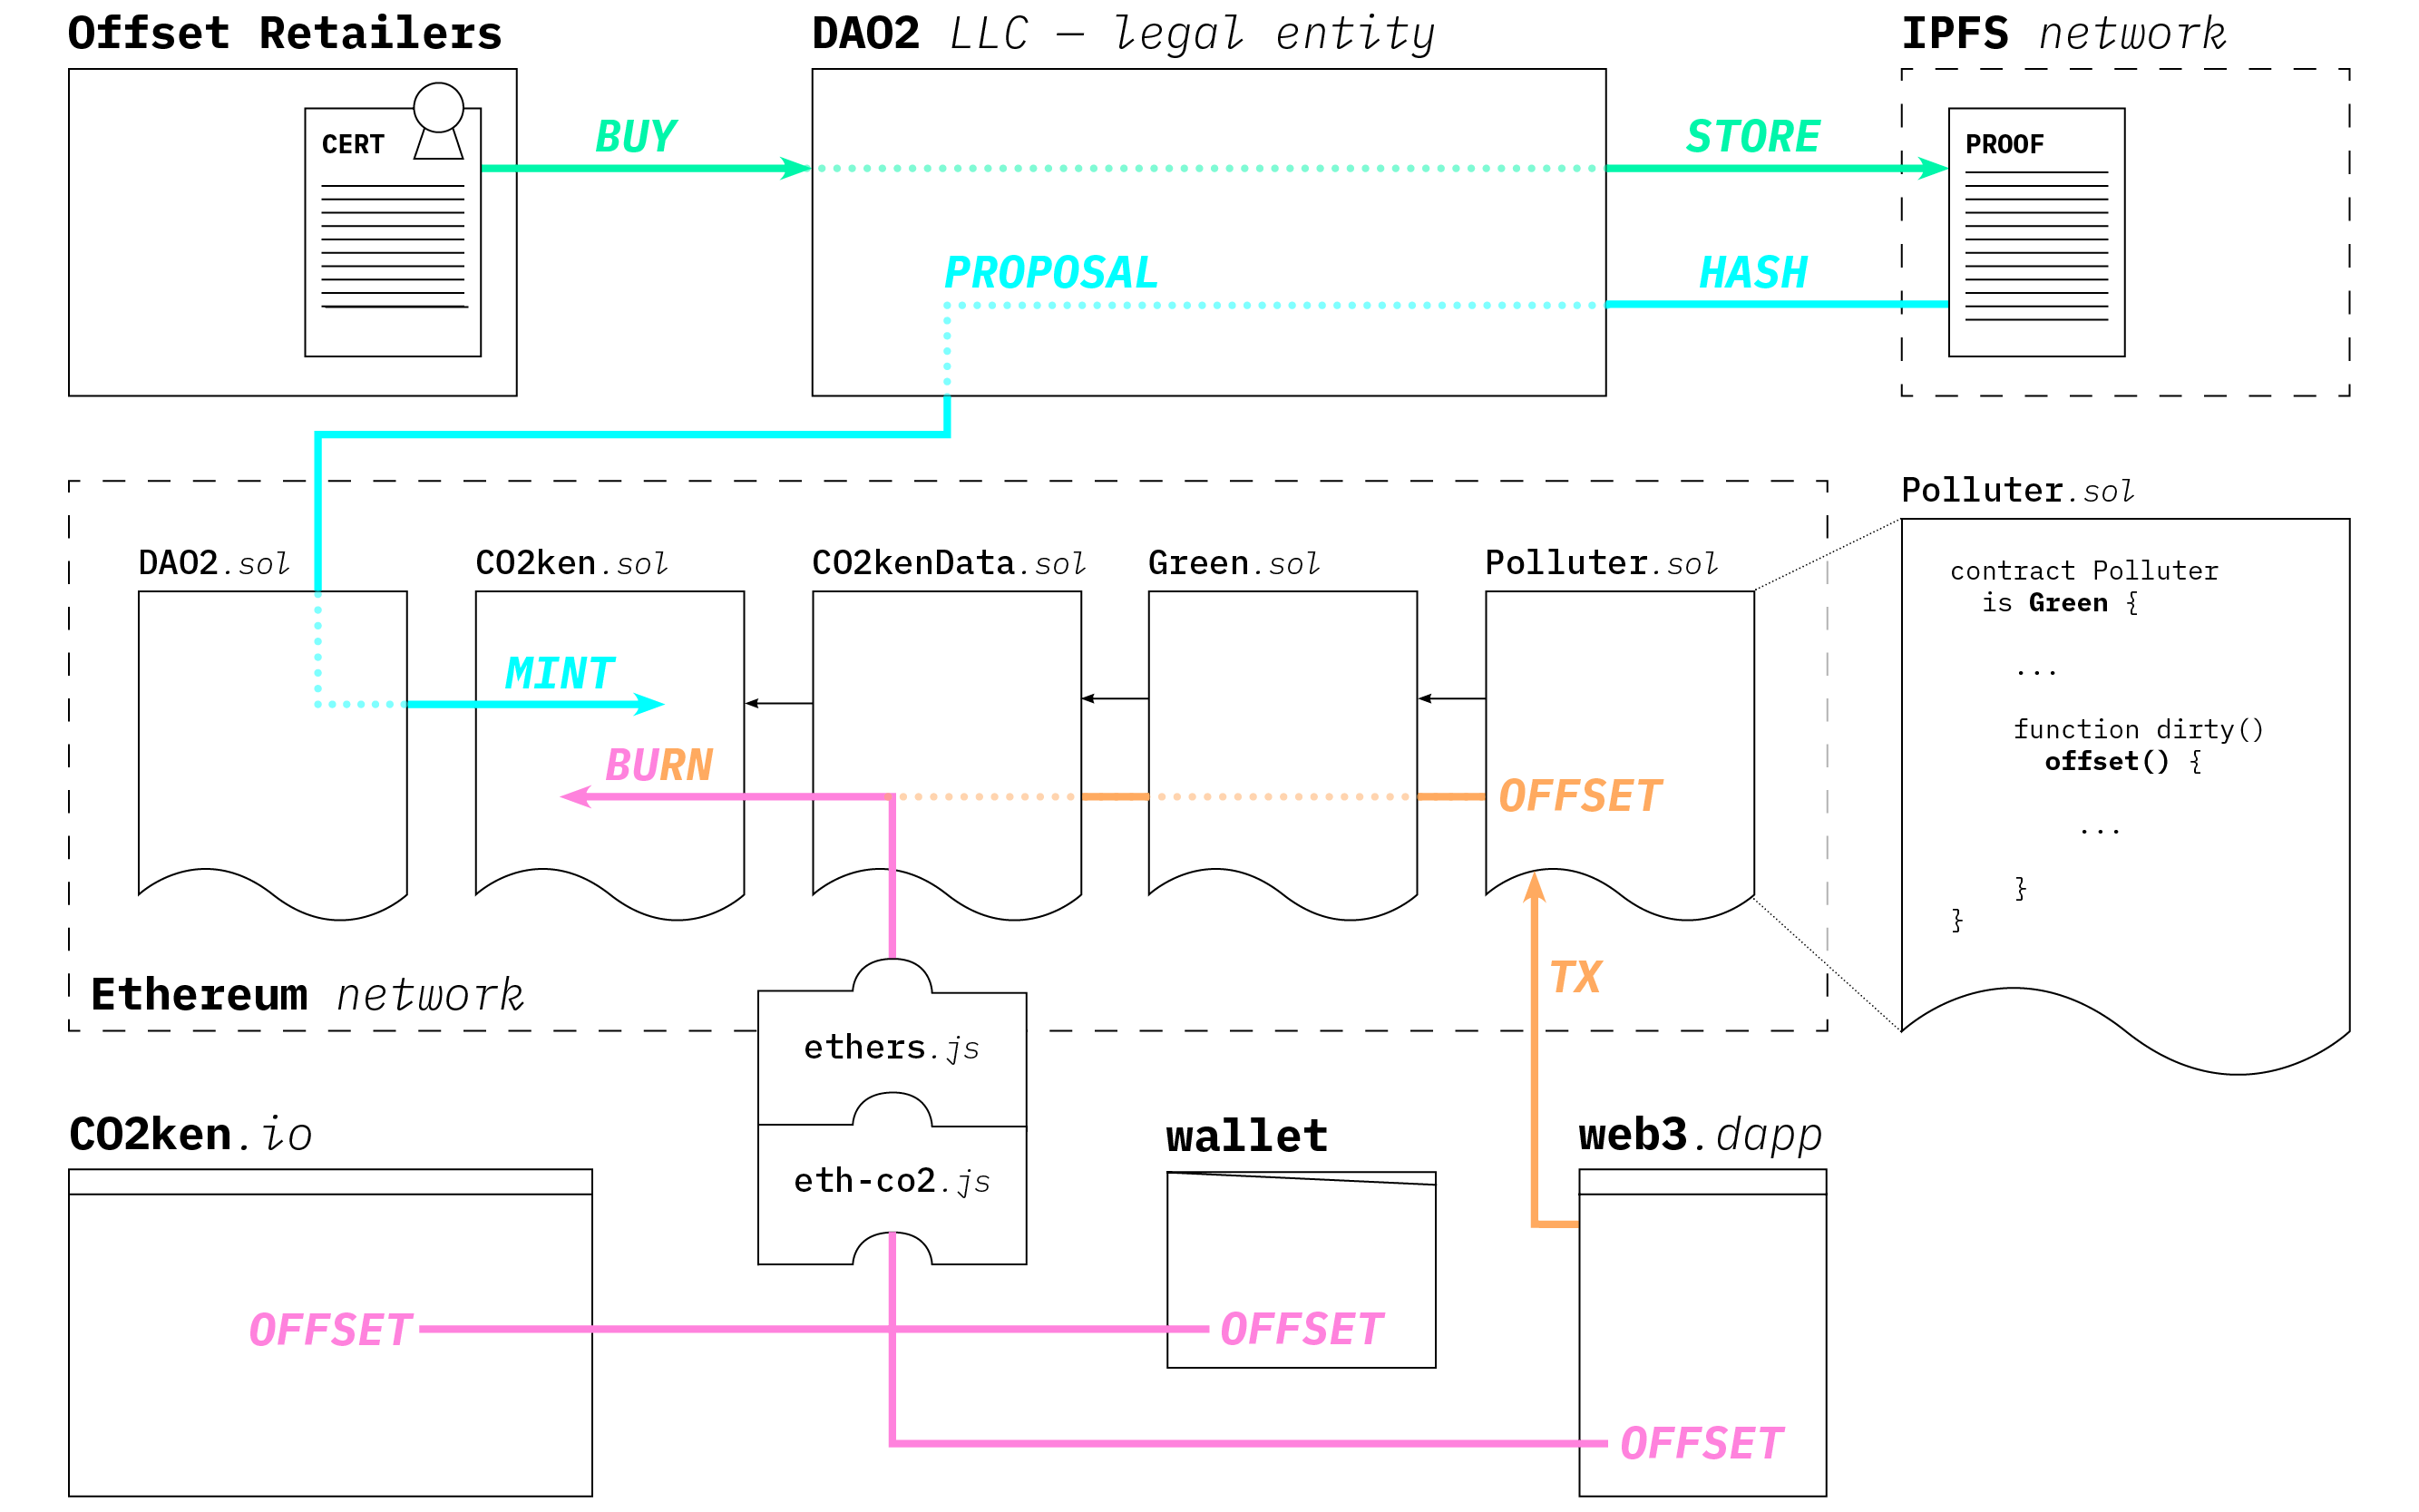 Offset Retailers
DAO2 LLC — legal entity
IPFS network
CERT
BUY
STORE
PROOF
PROPOSAL
HASH
DAO2.sol
CO2ken.sol
CO2kenData.sol
Green.sol
Polluter.sol
MINT
BURN
OFFSET
TX
Ethereum network
Polluter.sol
contract Polluter
is Green {
...
function dirty()
offset() {
...
}
}
ethers.js
eth-co2.js
CO2ken.io
OFFSET
wallet
OFFSET
web3.dapp
OFFSET